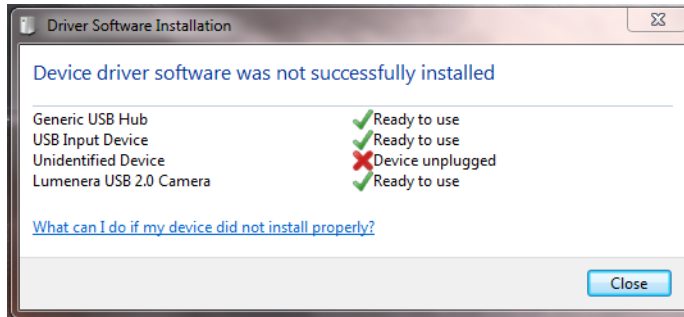 Driver Software Installation
Device driver software was not successfully installed
Generic USB Hub Ready to use
USB Input Device Ready to use
Unidentified Device Device unplugged
Lumenera USB 2.0 Camera Ready to use
What can I do if my device did not install properly?
Close